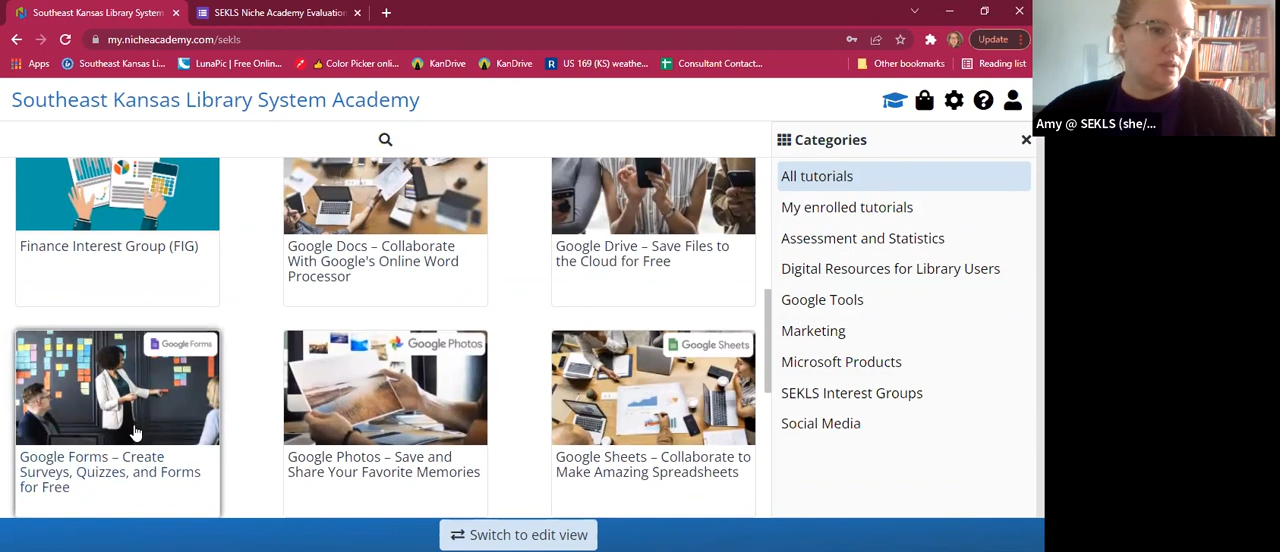 Southeast Kansas Library System
SEKLS Niche Academy Evaluation
my.nicheacademy.com/sekls
Update
Apps
Southeast Kansas Li...
LunaPic | Free Onlin...
Color Picker onli...
KanDrive
KanDrive
US 169 (KS) weathe...
Consultant Contact...
Other bookmarks
Reading list
Southeast Kansas Library System Academy
Categories
All tutorials
My enrolled tutorials
Assessment and Statistics
Digital Resources for Library Users
Google Tools
Marketing
Microsoft Products
SEKLS Interest Groups
Social Media
Finance Interest Group (FIG)
Google Docs – Collaborate
With Google's Online Word
Processor
Google Drive – Save Files to
the Cloud for Free
Google Forms
Google Forms – Create
Surveys, Quizzes, and Forms
for Free
Google Photos
Google Photos – Save and
Share Your Favorite Memories
Google Sheets
Google Sheets – Collaborate to
Make Amazing Spreadsheets
Switch to edit view
Amy @ SEKLS (she/...